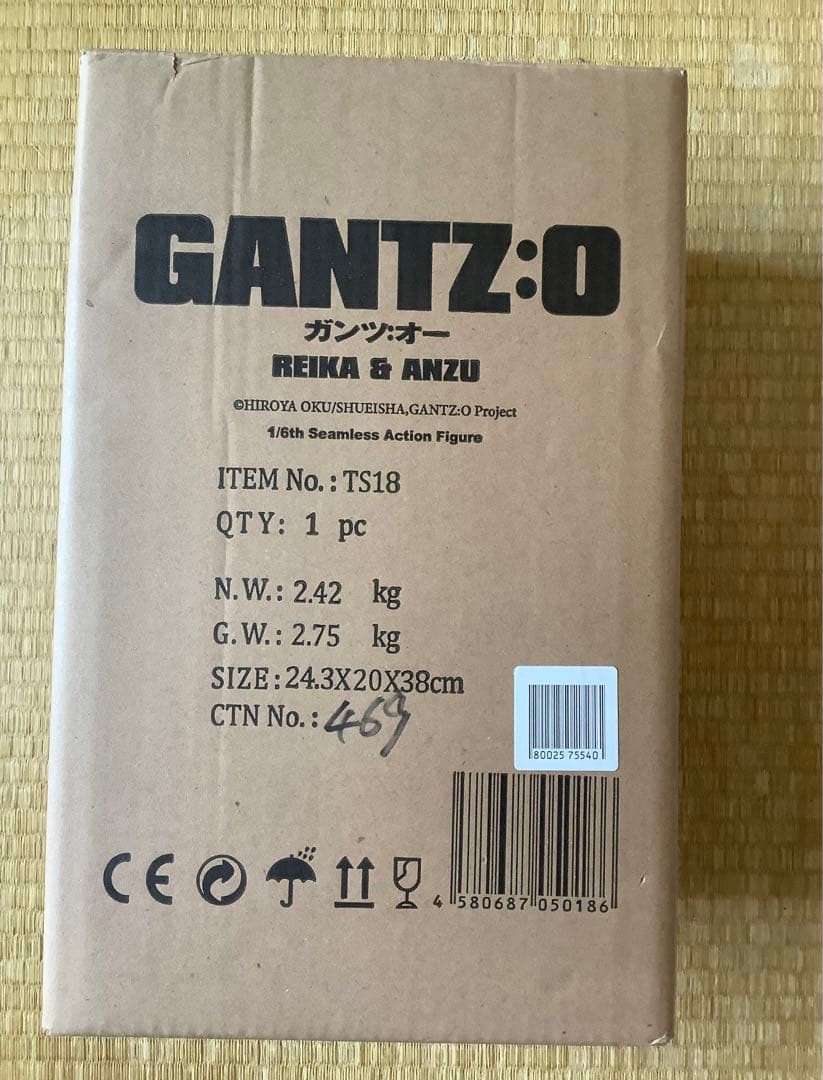 GANTZ:O
ガンツ:オー
REIKA & ANZU
©HIROYA OKU/SHUEISHA,GANTZ:O Project
1/6th Seamless Action Figure
ITEM No.: TS18
QTY: 1 pc
N.W.: 2.42 kg
G.W.: 2.75 kg
SIZE: 24.3X20X38cm
CTN No.: 469
80025 75540
CE
4 580687 050186